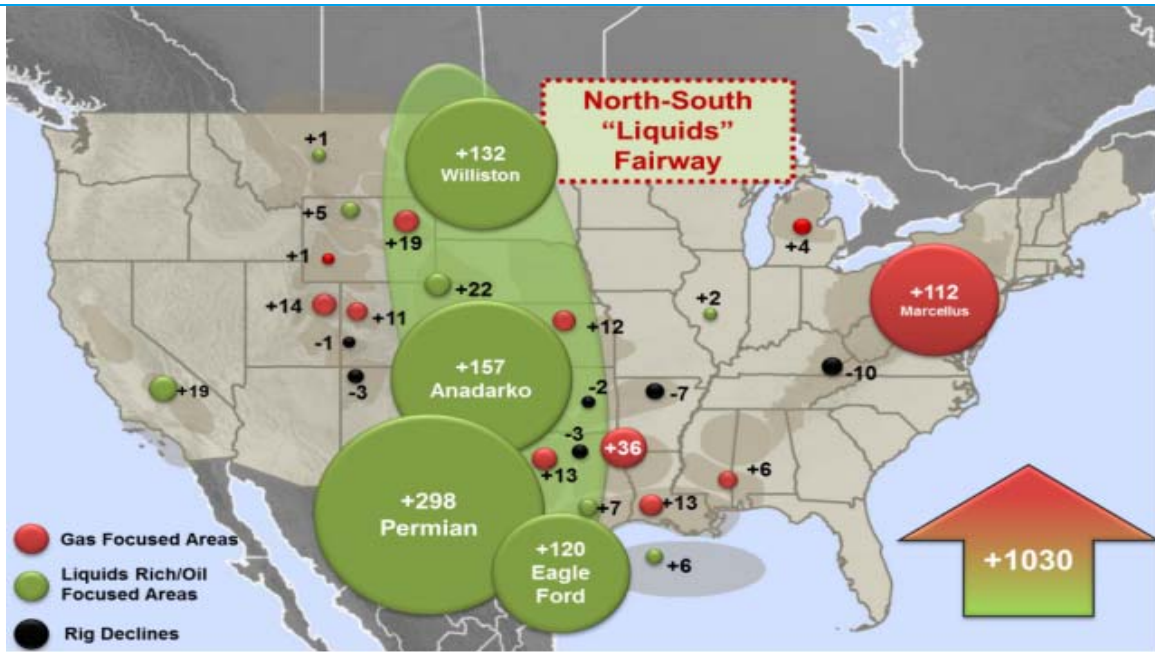 North-South
“Liquids”
Fairway
+1
+132
Williston
+5
+19
+4
+1
+22
+112
Marcellus
+14
+11
+2
+12
-1
+157
Anadarko
-10
-3
+19
-2
-7
-3
+36
+13
+6
+298
Permian
+7
+13
+120
Eagle
Ford
+6
+1030
Gas Focused Areas
Liquids Rich/Oil
Focused Areas
Rig Declines